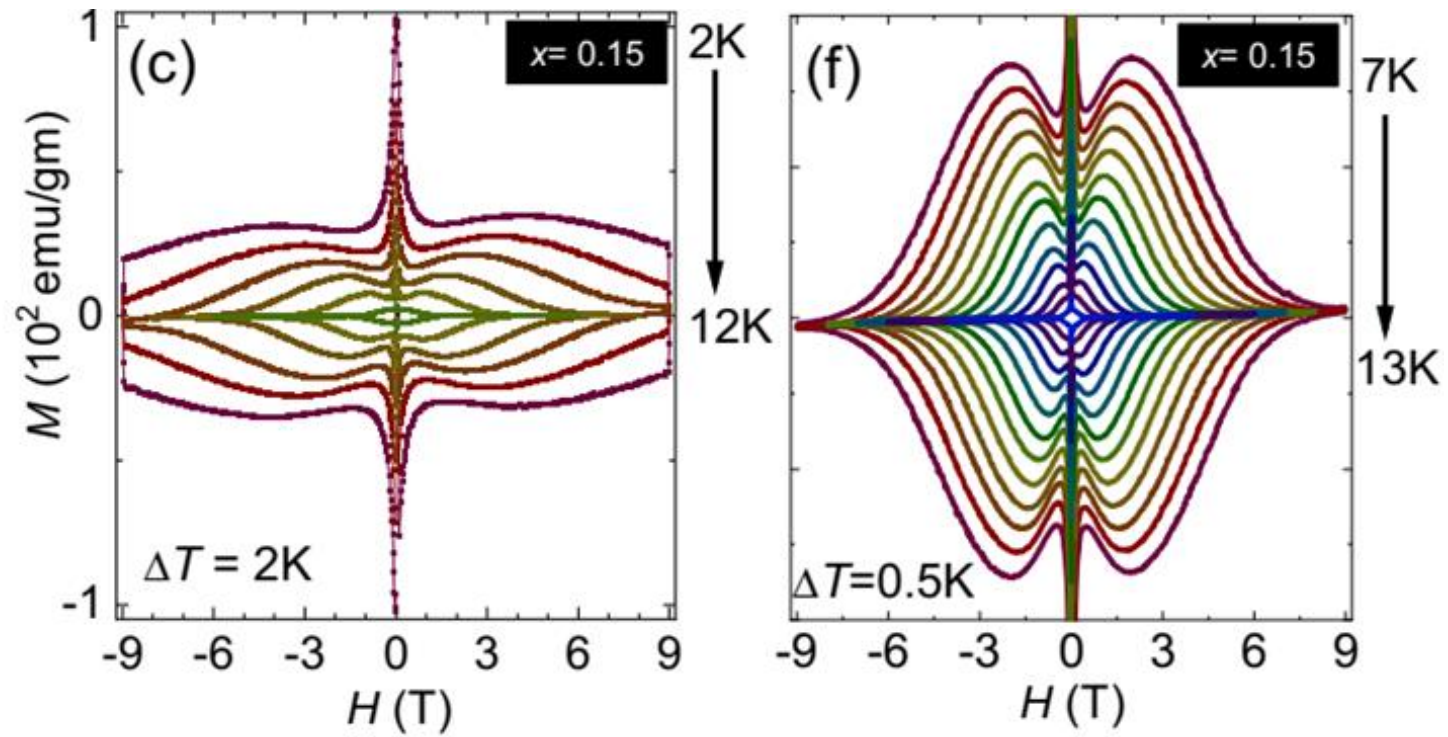 (c)
x= 0.15
2K
12K
1
0
-1
M (10² emu/gm)
ΔT = 2K
-9 -6 -3 0 3 6 9
H (T)
(f)
x= 0.15
7K
13K
ΔT=0.5K
-9 -6 -3 0 3 6 9
H (T)